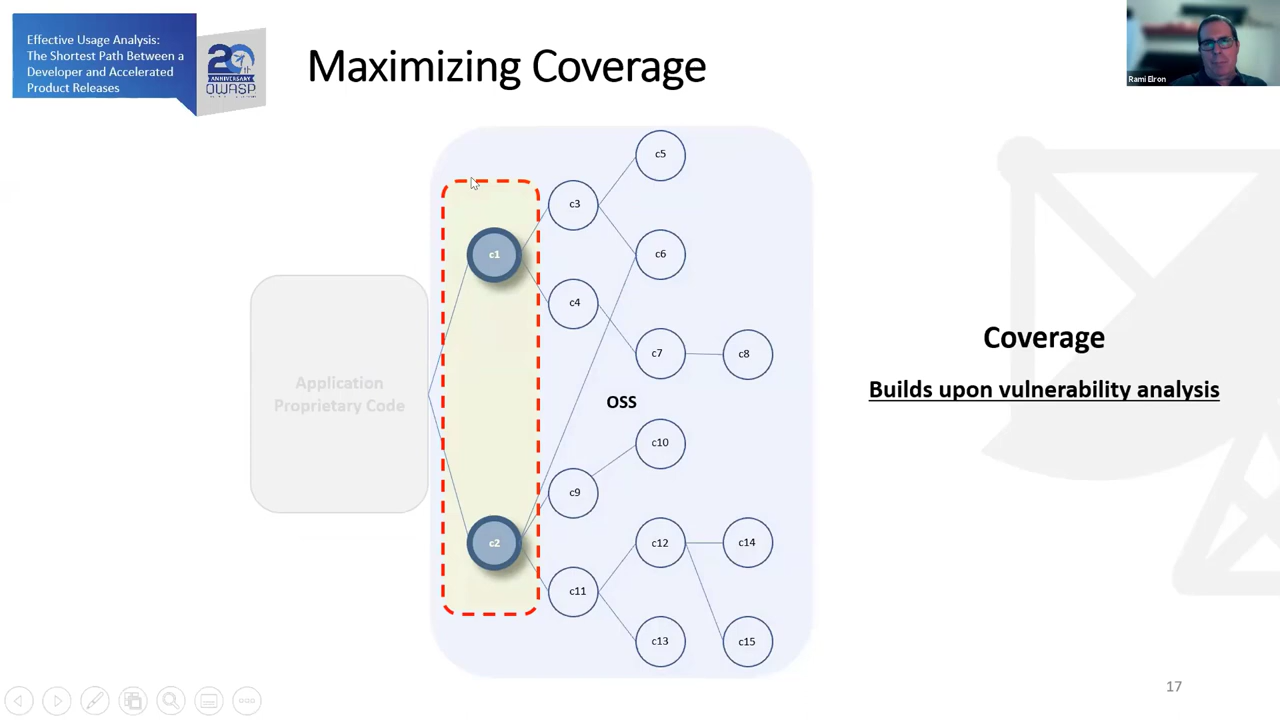 Effective Usage Analysis:
The Shortest Path Between a
Developer and Accelerated
Product Releases
20th
ANNIVERSARY
OWASP
Maximizing Coverage
Rami Elron
c5
c3
c1
c6
c4
c7
c8
Application
Proprietary Code
OSS
Coverage
Builds upon vulnerability analysis
c10
c9
c2
c12
c14
c11
c13
c15
17